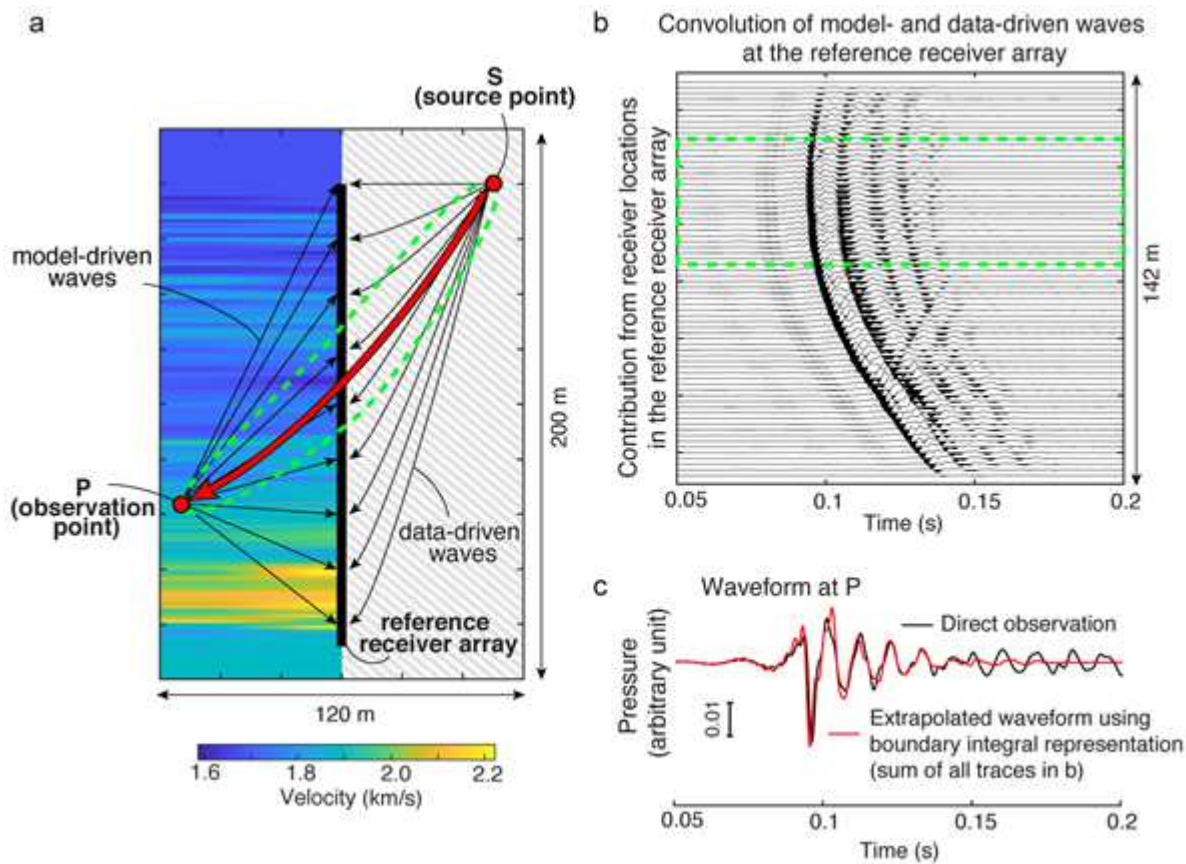 a
S
(source point)
model-driven
waves
P
(observation
point)
data-driven
waves
reference
receiver array
200 m
120 m
1.6 1.8 2.0 2.2
Velocity (km/s)
b
Convolution of model- and data-driven waves
at the reference receiver array
Contribution from receiver locations
in the reference receiver array
142 m
0.05 0.1 0.15 0.2
Time (s)
c
Waveform at P
Pressure
(arbitrary unit)
0.01
Direct observation
Extrapolated waveform using
boundary integral representation
(sum of all traces in b)
0.05 0.1 0.15 0.2
Time (s)